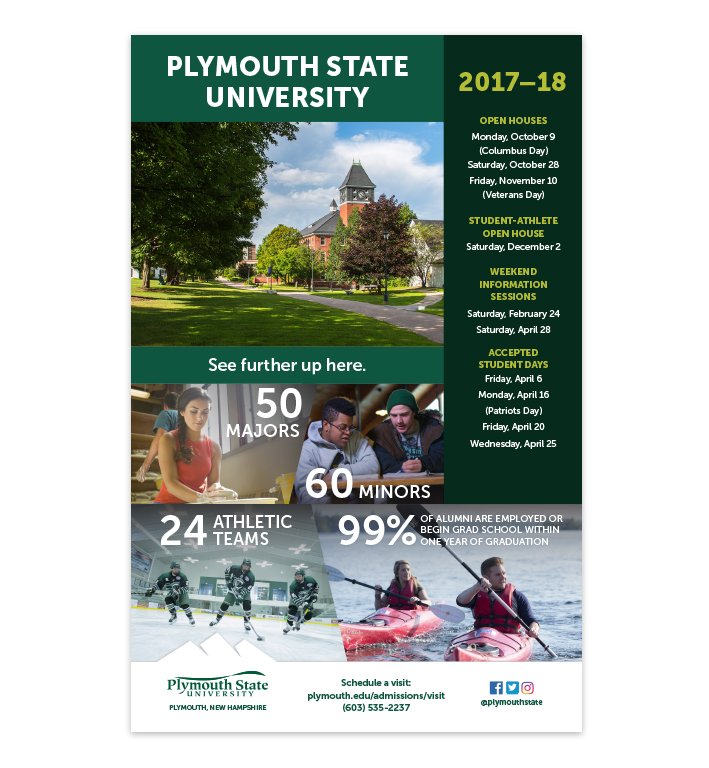 PLYMOUTH STATE
UNIVERSITY
2017–18
OPEN HOUSES
Monday, October 9
(Columbus Day)
Saturday, October 28
Friday, November 10
(Veterans Day)
STUDENT-ATHLETE
OPEN HOUSE
Saturday, December 2
WEEKEND
INFORMATION
SESSIONS
Saturday, February 24
Saturday, April 28
ACCEPTED
STUDENT DAYS
Friday, April 6
Monday, April 16
(Patriots Day)
Friday, April 20
Wednesday, April 25
See further up here.
50
MAJORS
60 MINORS
24 ATHLETIC
TEAMS
99% OF ALUMNI ARE EMPLOYED OR
BEGIN GRAD SCHOOL WITHIN
ONE YEAR OF GRADUATION
Plymouth State
UNIVERSITY
PLYMOUTH, NEW HAMPSHIRE
Schedule a visit:
plymouth.edu/admissions/visit
(603) 535-2237
@plymouthstate